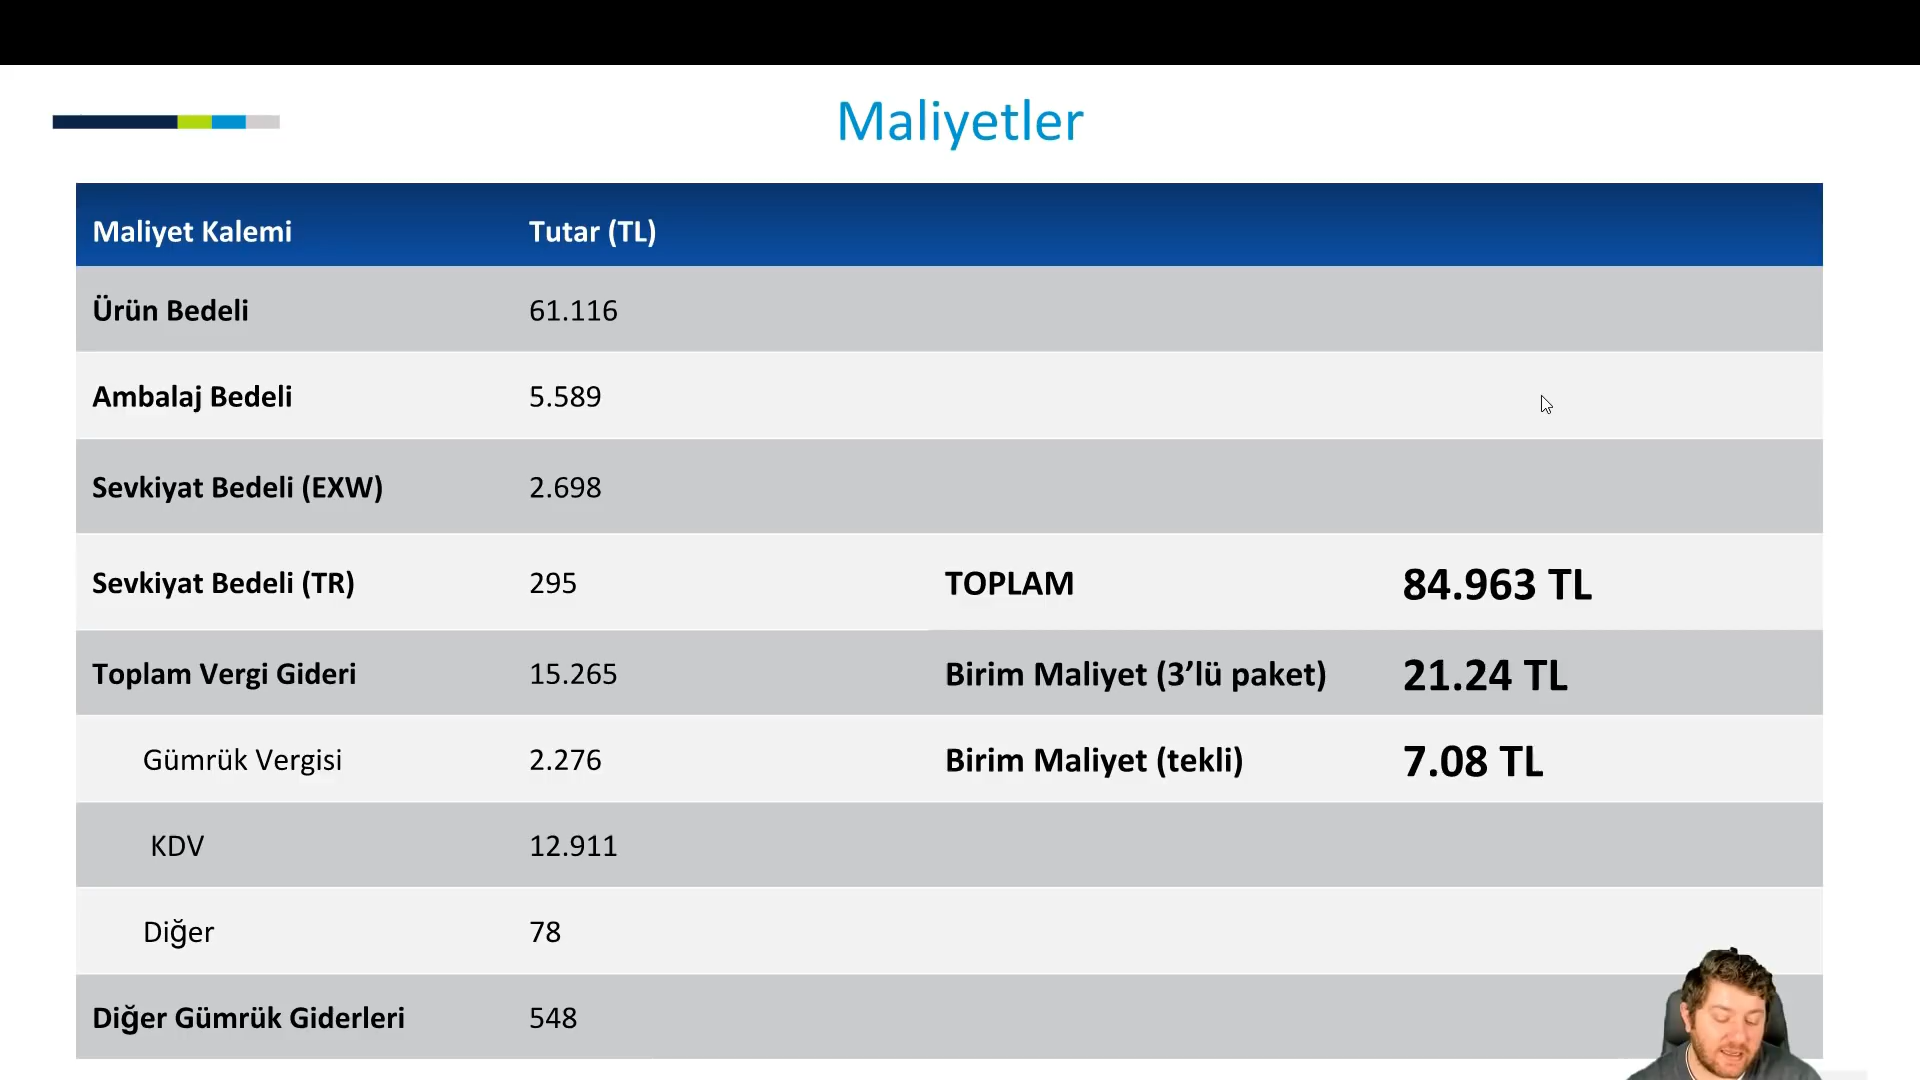 Maliyetler
Maliyet Kalemi Tutar (TL)
Ürün Bedeli 61.116
Ambalaj Bedeli 5.589
Sevkiyat Bedeli (EXW) 2.698
Sevkiyat Bedeli (TR) 295 TOPLAM 84.963 TL
Toplam Vergi Gideri 15.265 Birim Maliyet (3’lü paket) 21.24 TL
Gümrük Vergisi 2.276 Birim Maliyet (tekli) 7.08 TL
KDV 12.911
Diğer 78
Diğer Gümrük Giderleri 548